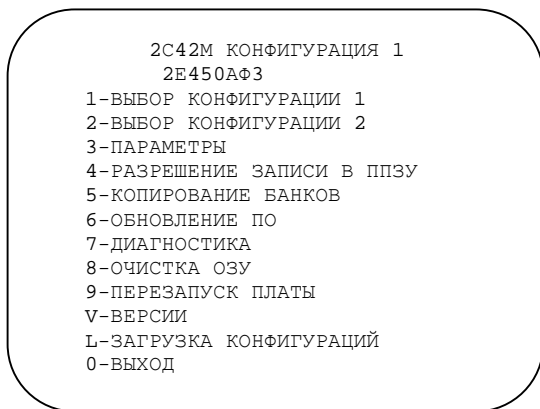 2С42М КОНФИГУРАЦИЯ 1
2Е450АФ3
1-ВЫБОР КОНФИГУРАЦИИ 1
2-ВЫБОР КОНФИГУРАЦИИ 2
3-ПАРАМЕТРЫ
4-РАЗРЕШЕНИЕ ЗАПИСИ В ППЗУ
5-КОПИРОВАНИЕ БАНКОВ
6-ОБНОВЛЕНИЕ ПО
7-ДИАГНОСТИКА
8-ОЧИСТКА ОЗУ
9-ПЕРЕЗАПУСК ПЛАТЫ
V-ВЕРСИИ
L-ЗАГРУЗКА КОНФИГУРАЦИЙ
0-ВЫХОД